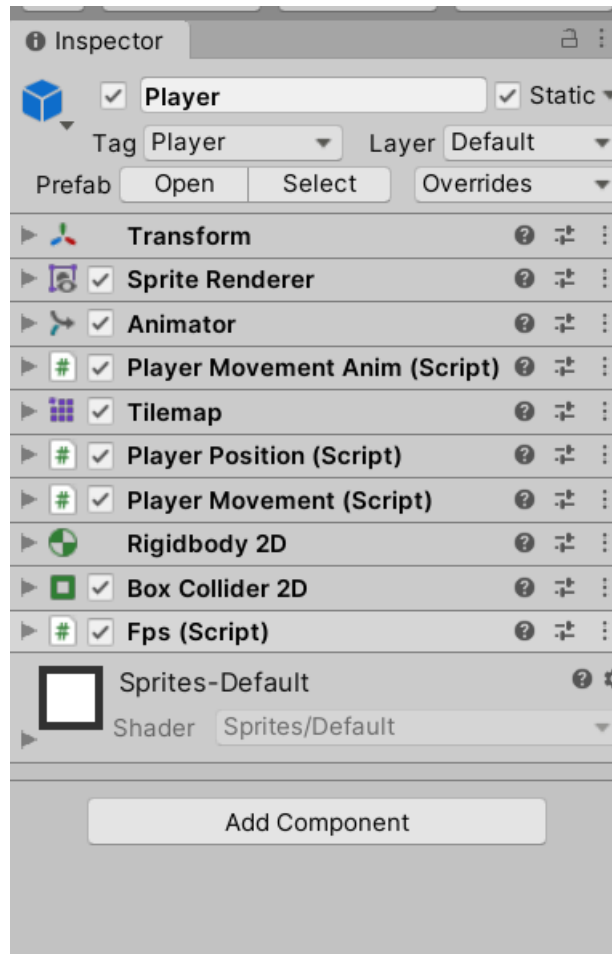 Inspector
Player Static
Tag Player Layer Default
Prefab Open Select Overrides
Transform
Sprite Renderer
Animator
# Player Movement Anim (Script)
Tilemap
# Player Position (Script)
# Player Movement (Script)
Rigidbody 2D
Box Collider 2D
# Fps (Script)
Sprites-Default
Shader Sprites/Default
Add Component